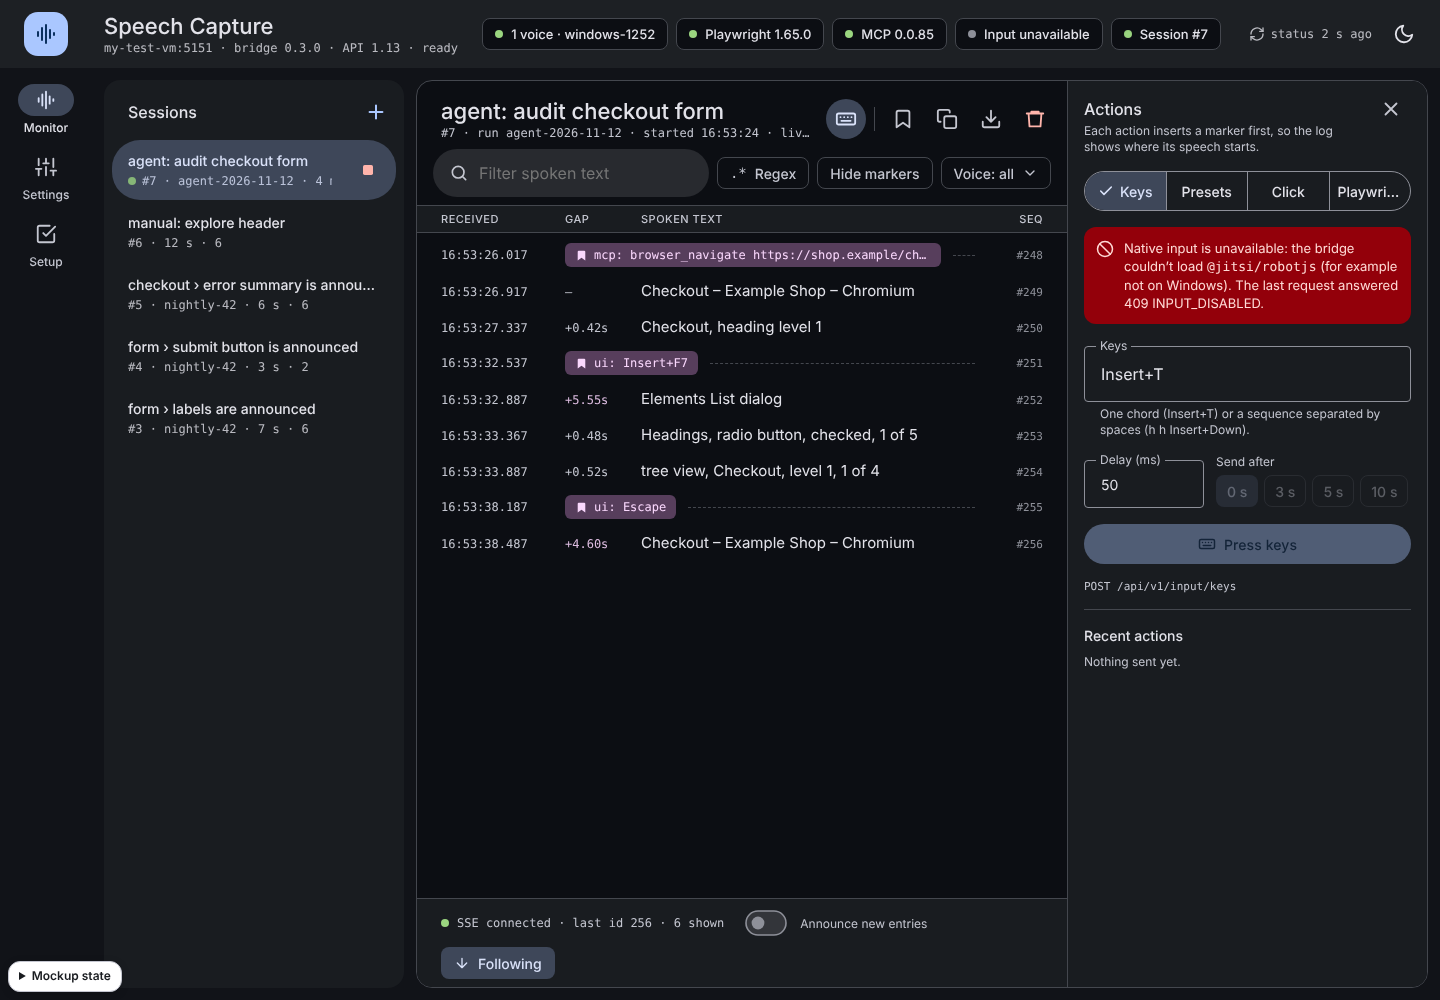 Speech Capture
my-test-vm:5151 · bridge 0.3.0 · API 1.13 · ready
1 voice · windows-1252
Playwright 1.65.0
MCP 0.0.85
Input unavailable
Session #7
status 2 s ago
Monitor
Settings
Setup
Sessions
agent: audit checkout form
#7 · agent-2026-11-12 · 4
manual: explore header
#6 · 12 s · 6
checkout › error summary is annou…
#5 · nightly-42 · 6 s · 6
form › submit button is announced
#4 · nightly-42 · 3 s · 2
form › labels are announced
#3 · nightly-42 · 7 s · 6
agent: audit checkout form
#7 · run agent-2026-11-12 · started 16:53:24 · liv…
Filter spoken text
.* Regex
Hide markers
Voice: all
RECEIVED GAP SPOKEN TEXT SEQ
16:53:26.017 mcp: browser_navigate https://shop.example/ch… #248
16:53:26.917 — Checkout – Example Shop – Chromium #249
16:53:27.337 +0.42s Checkout, heading level 1 #250
16:53:32.537 ui: Insert+F7 #251
16:53:32.887 +5.55s Elements List dialog #252
16:53:33.367 +0.48s Headings, radio button, checked, 1 of 5 #253
16:53:33.887 +0.52s tree view, Checkout, level 1, 1 of 4 #254
16:53:38.187 ui: Escape #255
16:53:38.487 +4.60s Checkout – Example Shop – Chromium #256
SSE connected · last id 256 · 6 shown
Announce new entries
Following
Actions
Each action inserts a marker first, so the log
shows where its speech starts.
Keys
Presets
Click
Playwri…
Native input is unavailable: the bridge
couldn’t load @jitsi/robotjs (for example
not on Windows). The last request answered
409 INPUT_DISABLED.
Keys
Insert+T
One chord (Insert+T) or a sequence separated by
spaces (h h Insert+Down).
Delay (ms)
50
Send after
0 s
3 s
5 s
10 s
Press keys
POST /api/v1/input/keys
Recent actions
Nothing sent yet.
Mockup state